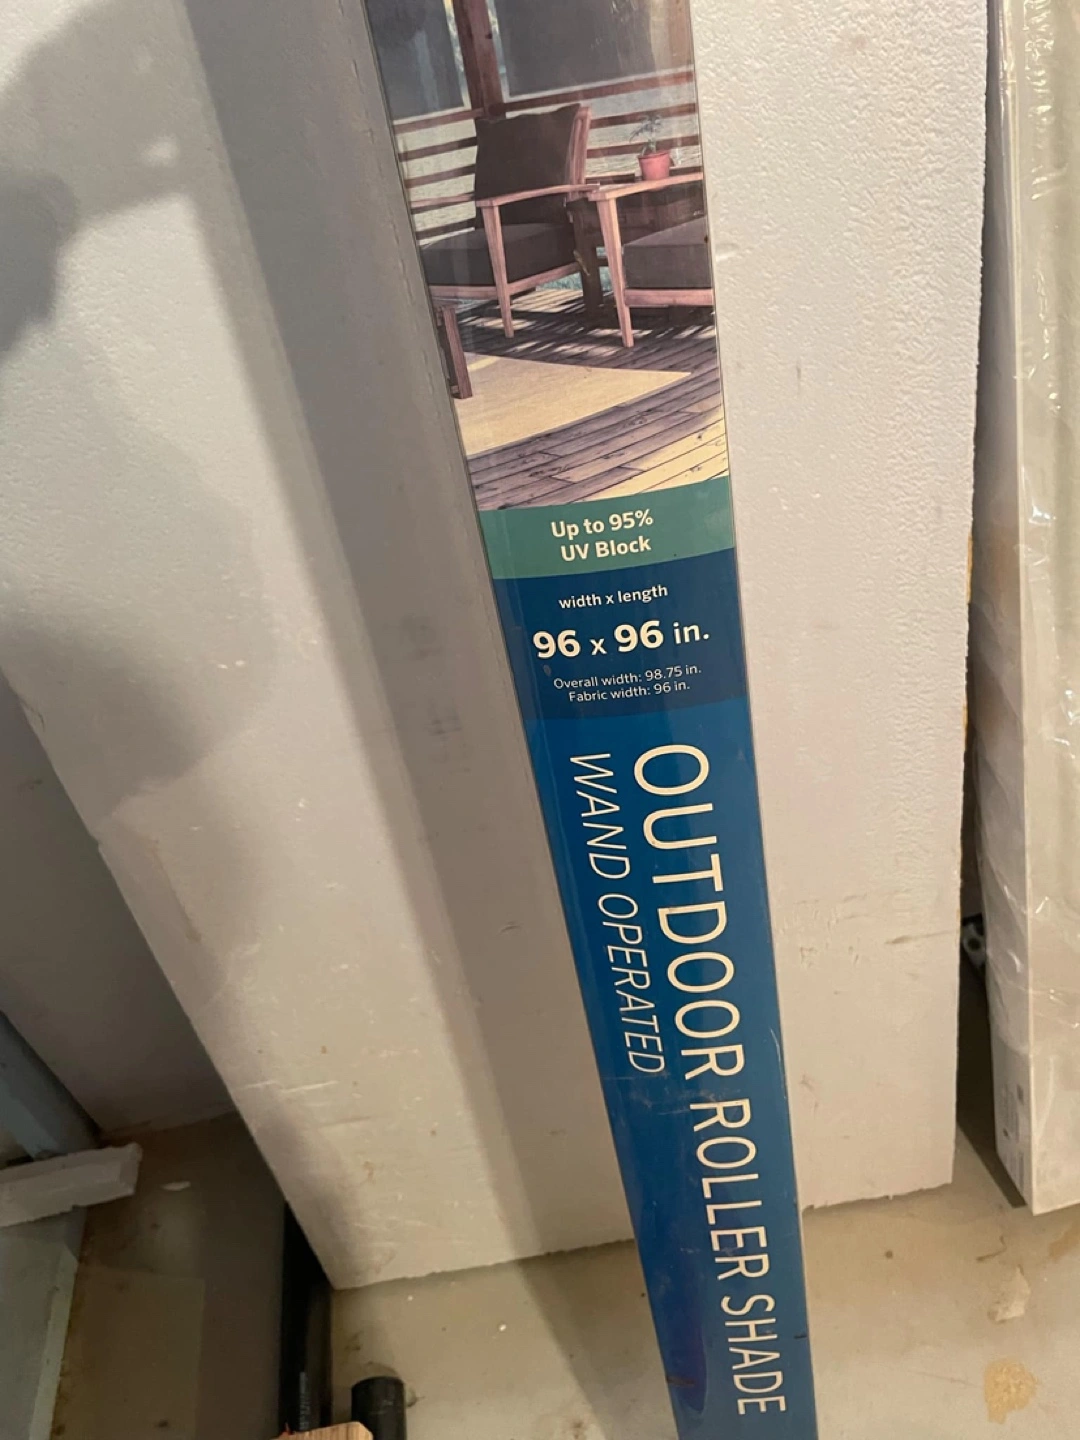 Up to 95%
UV Block
width x length
96 x 96 in.
Overall width: 98.75 in.
Fabric width: 96 in.
OUTDOOR ROLLER SHADE
WAND OPERATED